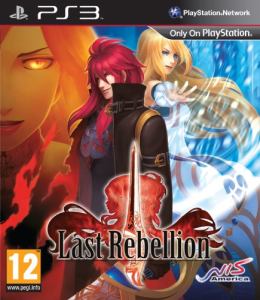 PS3
PlayStation.Network
Only On PlayStation.
Last Rebellion
12
www.pegi.info
NIS
America